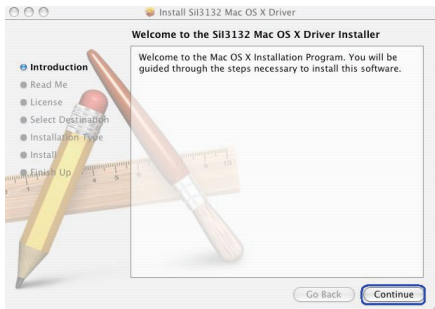 Install SiI3132 Mac OS X Driver
Welcome to the SiI3132 Mac OS X Driver Installer
Introduction
Read Me
License
Select Destination
Installation Type
Install
Finish Up
Welcome to the Mac OS X Installation Program. You will be
guided through the steps necessary to install this software.
Go Back
Continue